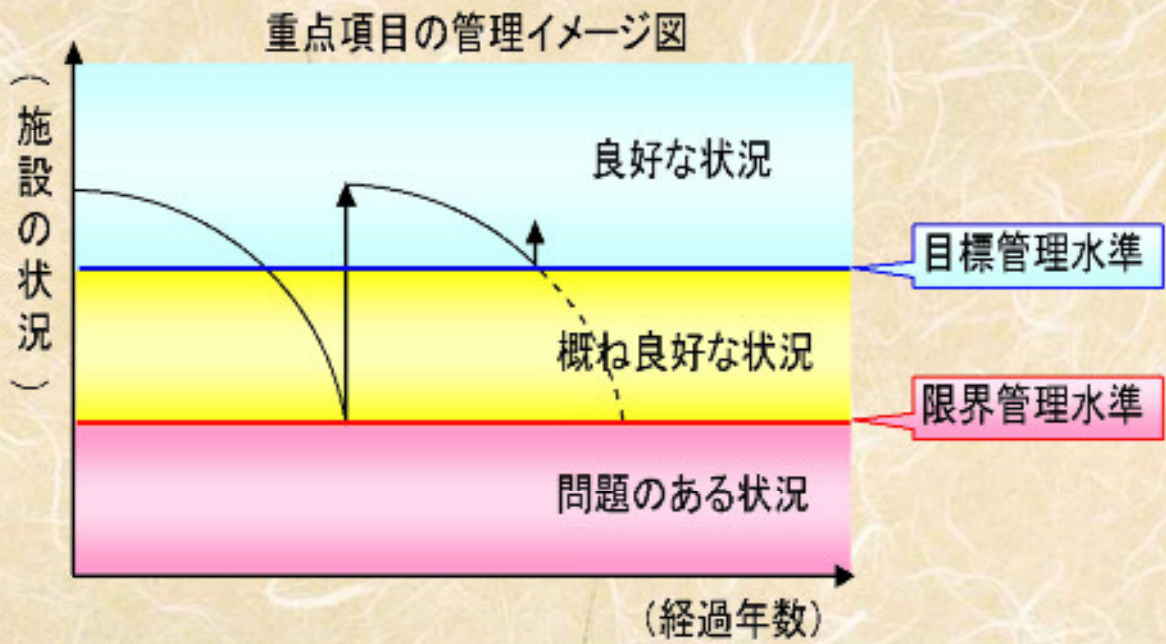 重点項目の管理イメージ図
(施設の状況)
良好な状況
目標管理水準
概ね良好な状況
限界管理水準
問題のある状況
(経過年数)